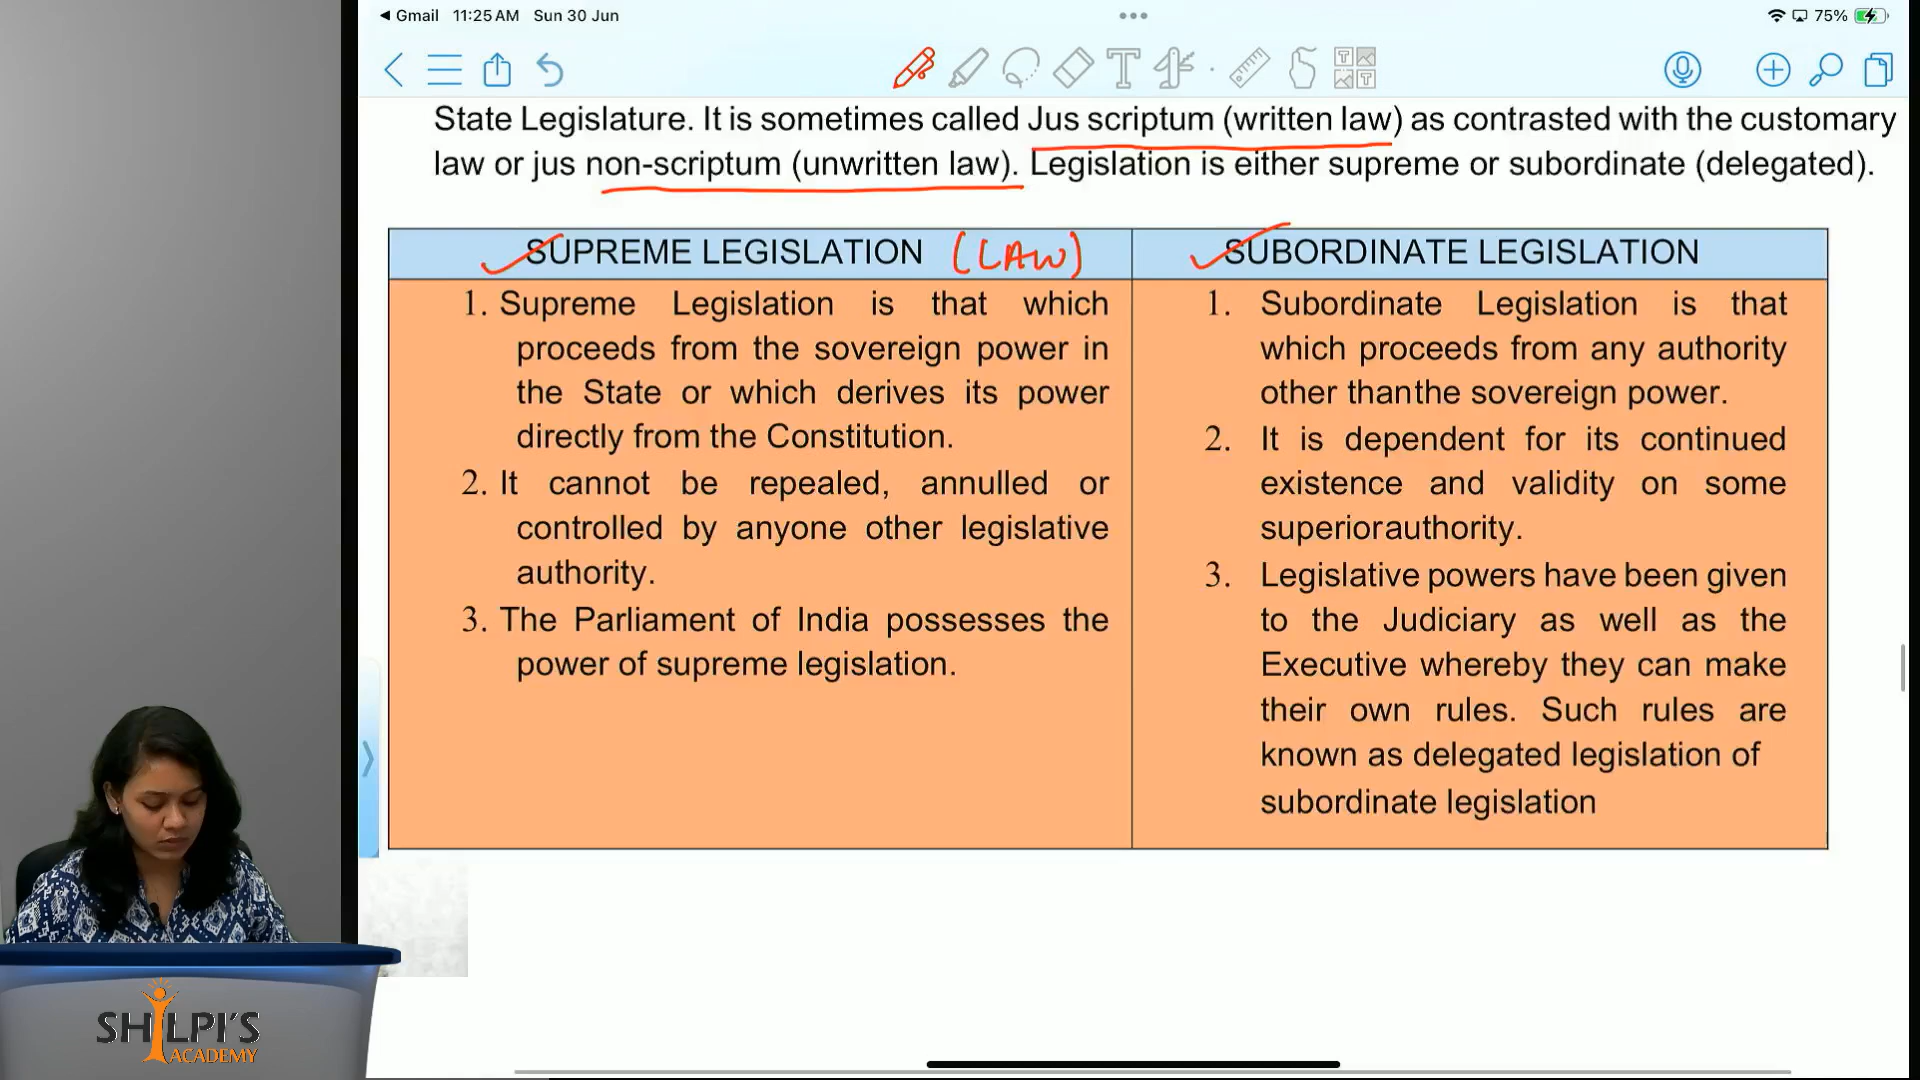 ◀ Gmail 11:25 AM Sun 30 Jun
75%
State Legislature. It is sometimes called Jus scriptum (written law) as contrasted with the customary
law or jus non-scriptum (unwritten law). Legislation is either supreme or subordinate (delegated).
SUPREME LEGISLATION (LAW)
1. Supreme Legislation is that which
proceeds from the sovereign power in
the State or which derives its power
directly from the Constitution.
2. It cannot be repealed, annulled or
controlled by anyone other legislative
authority.
3. The Parliament of India possesses the
power of supreme legislation.
SUBORDINATE LEGISLATION
1. Subordinate Legislation is that
which proceeds from any authority
other thanthe sovereign power.
2. It is dependent for its continued
existence and validity on some
superiorauthority.
3. Legislative powers have been given
to the Judiciary as well as the
Executive whereby they can make
their own rules. Such rules are
known as delegated legislation of
subordinate legislation
SHILPI'S
ACADEMY